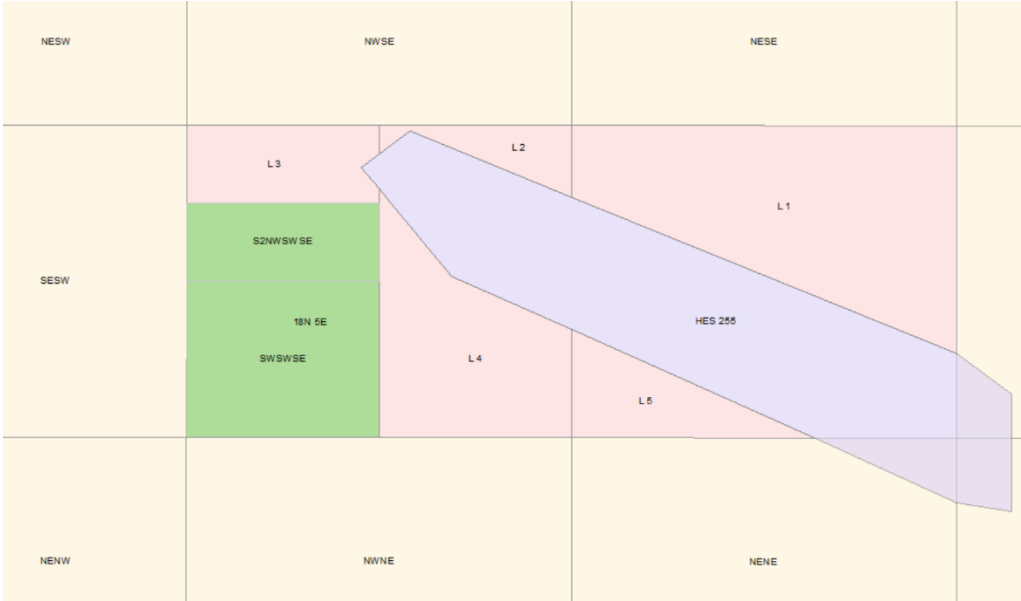 NESW
NWSE
NESE
L 2
L 3
L 1
S2NWSWSE
SESW
18N 5E
HES 255
SWSWSE
L 4
L 5
NENW
NWNE
NENE